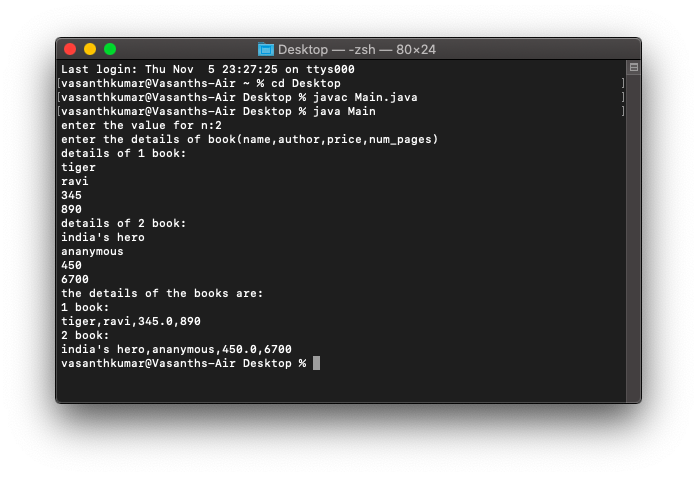 Desktop — -zsh — 80×24
Last login: Thu Nov  5 23:27:25 on ttys000
[vasanthkumar@Vasanths-Air ~ % cd Desktop ]
[vasanthkumar@Vasanths-Air Desktop % javac Main.java ]
[vasanthkumar@Vasanths-Air Desktop % java Main ]
enter the value for n:2
enter the details of book(name,author,price,num_pages)
details of 1 book:
tiger
ravi
345
890
details of 2 book:
india's hero
ananymous
450
6700
the details of the books are:
1 book:
tiger,ravi,345.0,890
2 book:
india's hero,ananymous,450.0,6700
vasanthkumar@Vasanths-Air Desktop %